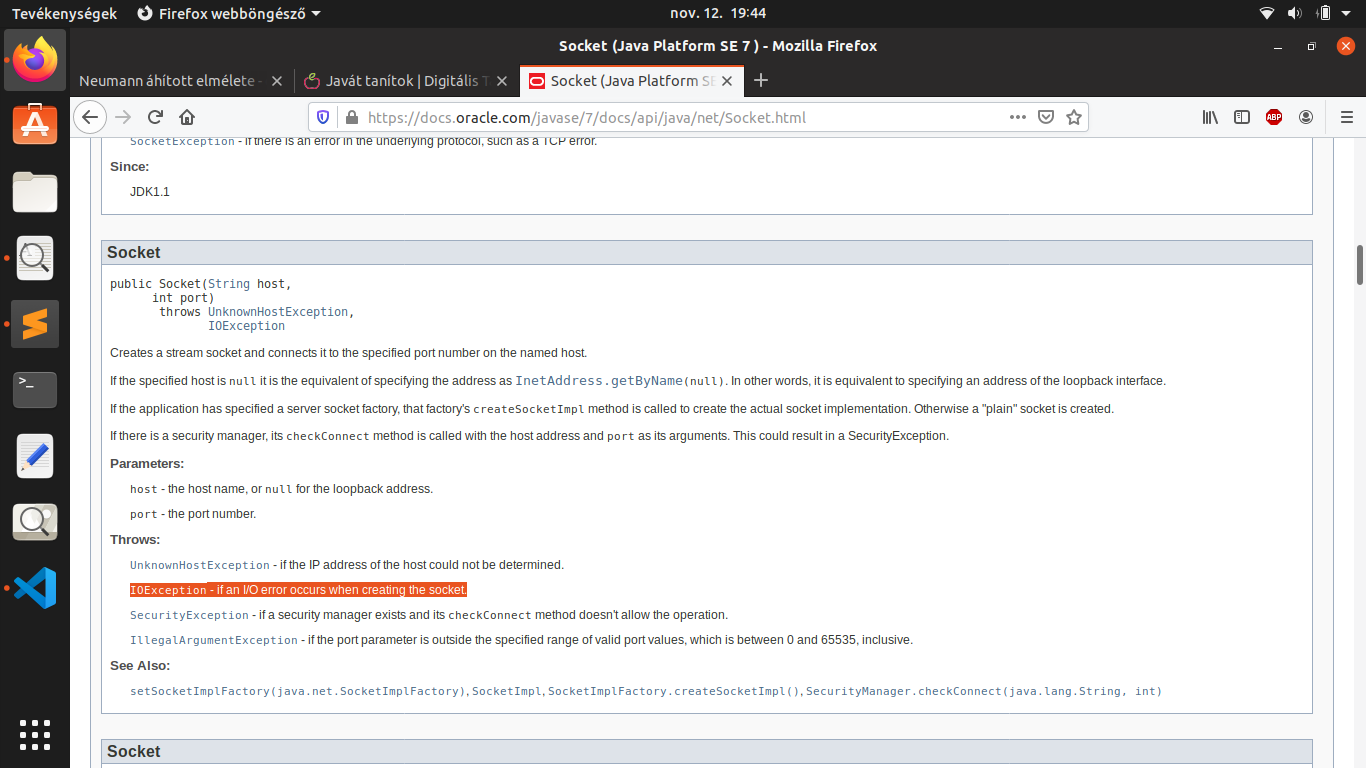 Tevékenységek Firefox webböngésző nov. 12. 19:44
Socket (Java Platform SE 7 ) - Mozilla Firefox
Neumann áhított elmélete - Javát tanítok | Digitális T Socket (Java Platform SE
https://docs.oracle.com/javase/7/docs/api/java/net/Socket.html
ABP
SocketException - if there is an error in the underlying protocol, such as a TCP error.
Since:
JDK1.1
Socket
public Socket(String host,
int port)
throws UnknownHostException,
IOException
Creates a stream socket and connects it to the specified port number on the named host.
If the specified host is null it is the equivalent of specifying the address as InetAddress.getByName(null). In other words, it is equivalent to specifying an address of the loopback interface.
If the application has specified a server socket factory, that factory's createSocketImpl method is called to create the actual socket implementation. Otherwise a "plain" socket is created.
If there is a security manager, its checkConnect method is called with the host address and port as its arguments. This could result in a SecurityException.
Parameters:
host - the host name, or null for the loopback address.
port - the port number.
Throws:
UnknownHostException - if the IP address of the host could not be determined.
IOException - if an I/O error occurs when creating the socket.
SecurityException - if a security manager exists and its checkConnect method doesn't allow the operation.
IllegalArgumentException - if the port parameter is outside the specified range of valid port values, which is between 0 and 65535, inclusive.
See Also:
setSocketImplFactory(java.net.SocketImplFactory), SocketImpl, SocketImplFactory.createSocketImpl(), SecurityManager.checkConnect(java.lang.String, int)
Socket